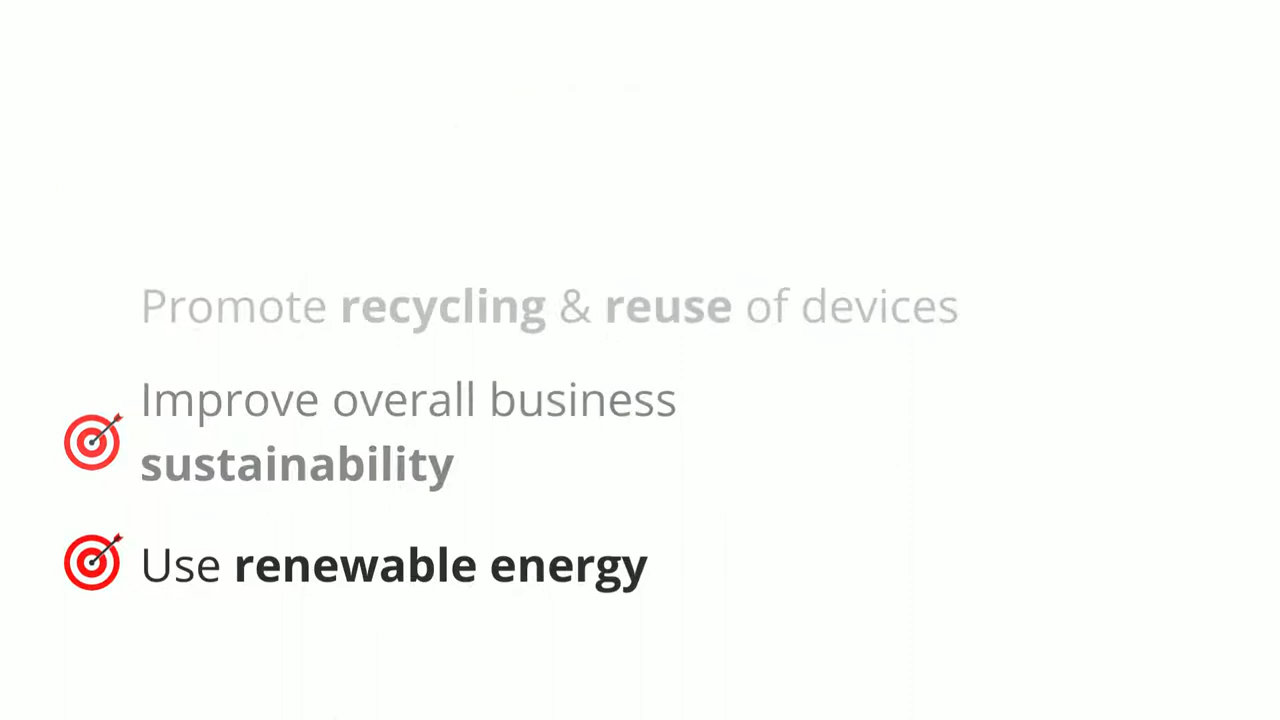 Promote recycling & reuse of devices
Improve overall business
sustainability
Use renewable energy